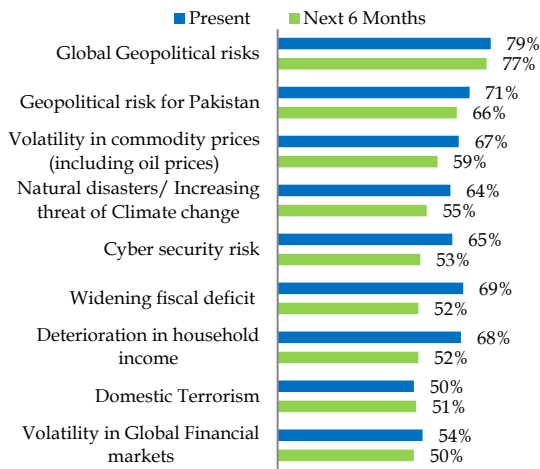 Present Next 6 Months
Global Geopolitical risks
79%
77%
Geopolitical risk for Pakistan
71%
66%
Volatility in commodity prices
(including oil prices)
67%
59%
Natural disasters/ Increasing
threat of Climate change
64%
55%
Cyber security risk
65%
53%
Widening fiscal deficit
69%
52%
Deterioration in household
income
68%
52%
Domestic Terrorism
50%
51%
Volatility in Global Financial
markets
54%
50%